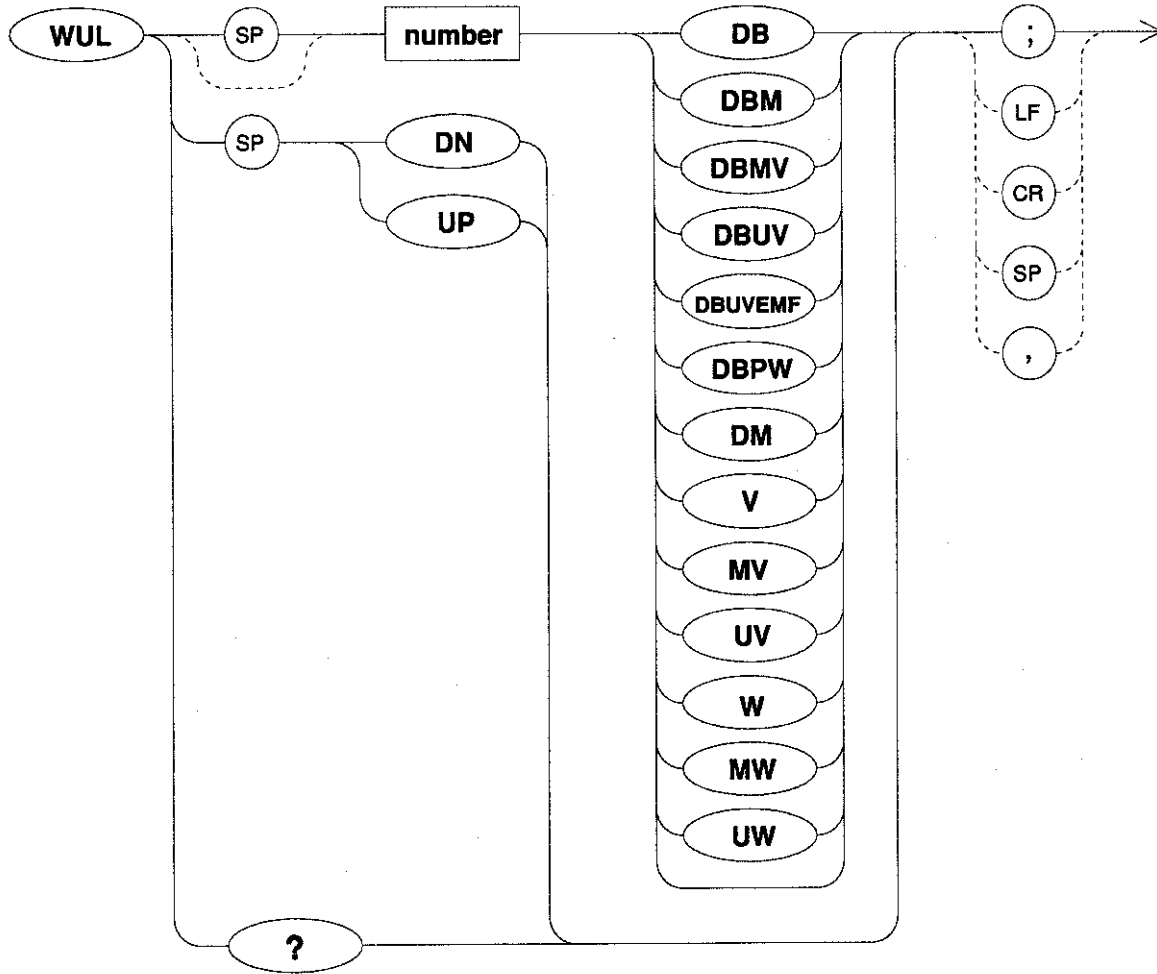 WUL SP number DB ;
DBM LF
SP DN
DBMV CR
UP DBUV
SP
DBUVEMF
DBPW ,
DM
V
MV
UV
W
MW
UW
?